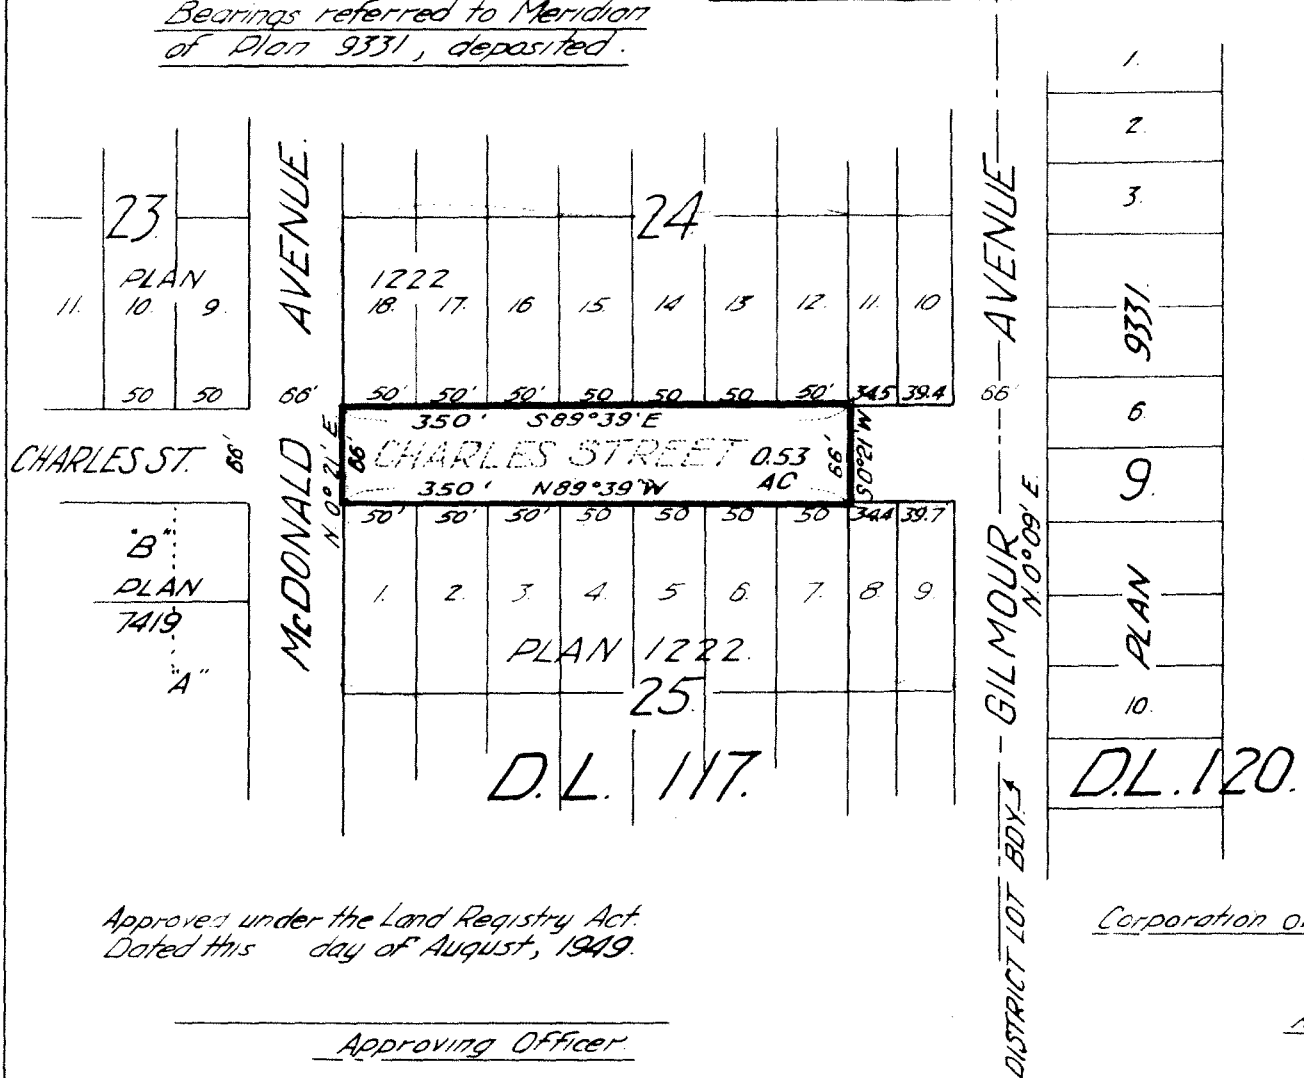 Bearings referred to Meridian
of Plan 9331, deposited.
1.
2.
3.
9331.
6
9.
PLAN
10.
D.L. 120.
23
PLAN
11. 10. 9.
50 50
McDONALD AVENUE.
66'
N 0° 21' E
24
1222
18. 17. 16 15. 14 13 12. 11. 10
50' 50' 50' 50 50 50 50' 34.5 39.4
350' S 89° 39' E
CHARLES ST. 66'
66' CHARLES STREET 0.53 AC 66'
S 0° 21' W
350' N 89° 39' W
50' 50' 50' 50 50 50 50 34.4 39.7
"B"
PLAN
7419
"A"
1. 2. 3. 4. 5 6. 7. 8 9.
PLAN 1222.
25.
D.L. 117.
GILMOUR AVENUE
66'
N 0° 09' E
DISTRICT LOT BDY.
Approved under the Land Registry Act.
Dated this day of August, 1949.
Approving Officer.
Corporation o